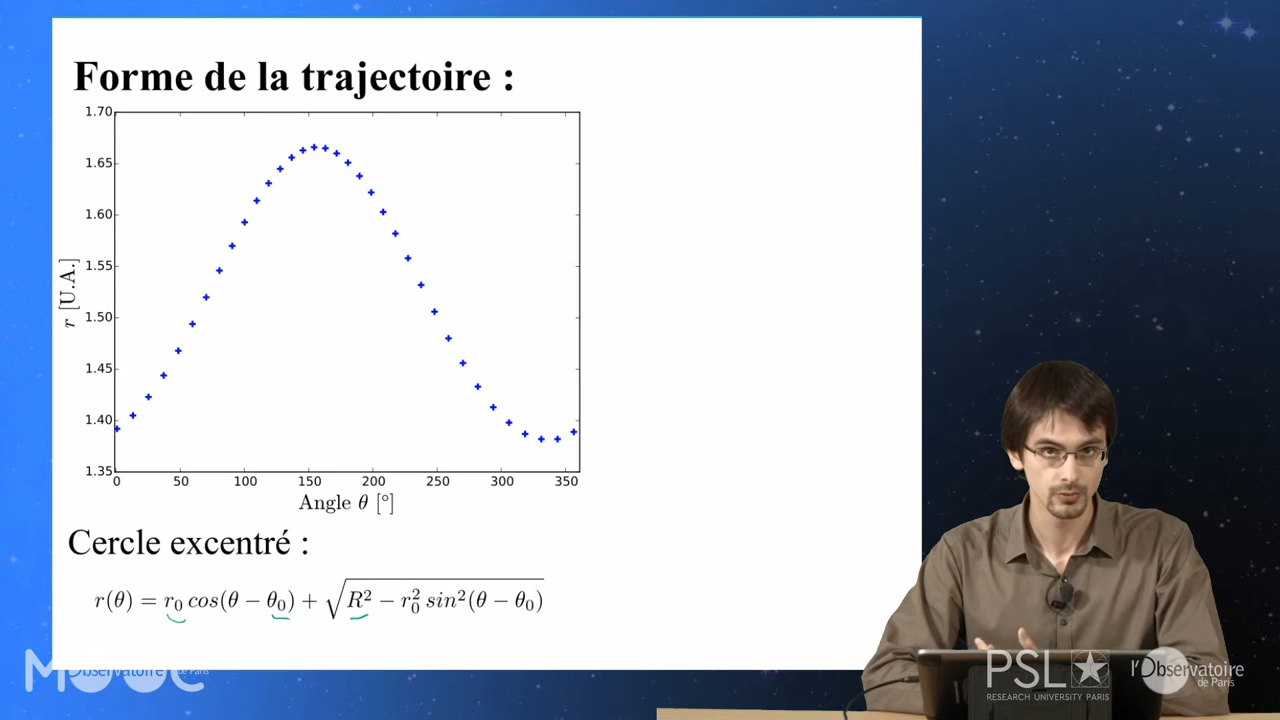 Forme de la trajectoire :
1.70
1.65
1.60
1.55
1.50
1.45
1.40
1.35
r [U.A.]
0 50 100 150 200 250 300 350
Angle θ [°]
Cercle excentré :
r(θ) = r₀ cos(θ − θ₀) + √(R² − r₀² sin²(θ − θ₀))
MOOC
l'Observatoire de Paris
PSL
RESEARCH UNIVERSITY PARIS
l'Observatoire
de Paris